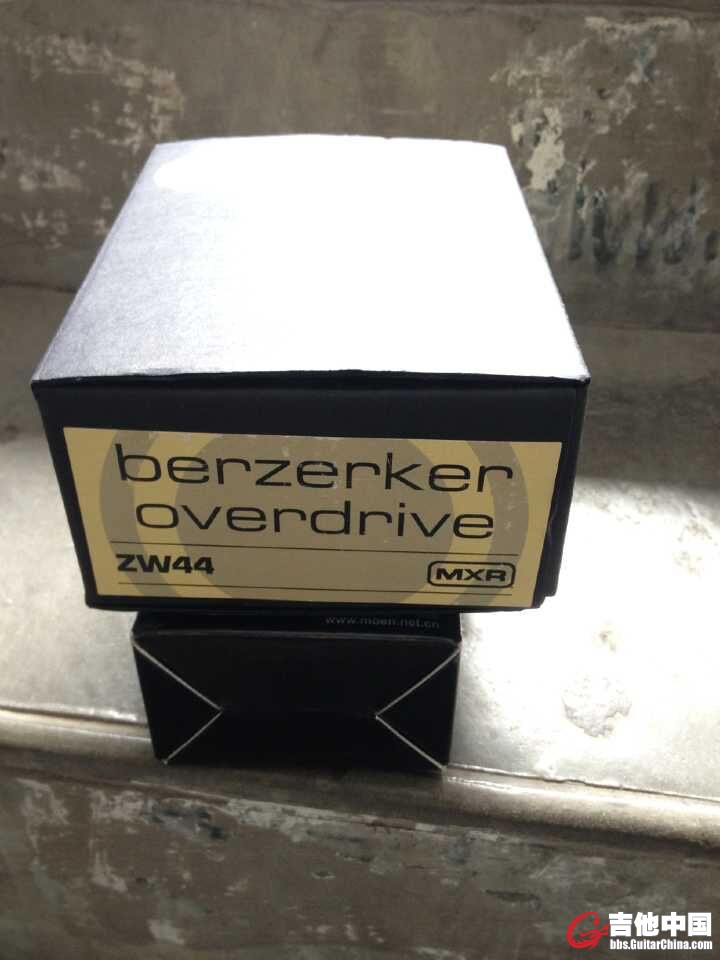 berzerker
overdrive
ZW44
MXR
www.moen.net.cn
吉他中国
bbs.GuitarChina.com